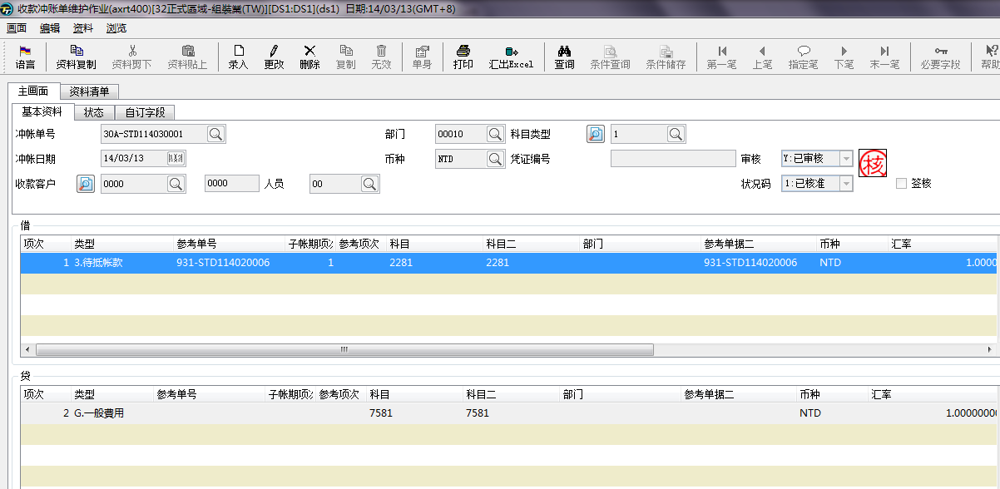 收款冲账单维护作业(axrt400)[32正式區域-組裝業(TW)][DS1:DS1](ds1) 日期:14/03/13(GMT+8)
画面 编辑 资料 浏览
语言 资料复制 资料剪下 资料贴上 录入 更改 删除 复制 无效 单身 打印 汇出Excel 查询 条件查询 条件储存 第一笔 上笔 指定笔 下笔 末一笔 必要字段 帮助
主画面 资料清单
基本资料 状态 自订字段
冲帐单号 30A-STD114030001 部门 00010 科目类型 1
冲帐日期 14/03/13 币种 NTD 凭证编号 审核 Y:已审核 核
收款客户 0000 0000 人员 00 状况码 1:已核准 签核
借
项次 类型 参考单号 子帐期项次 参考项次 科目 科目二 部门 参考单据二 币种 汇率
1 3.待抵帐款 931-STD114020006 1 2281 2281 931-STD114020006 NTD 1.0000
贷
项次 类型 参考单号 子帐期项次 参考项次 科目 科目二 部门 参考单据二 币种 汇率
2 G.一般費用 7581 7581 NTD 1.0000000